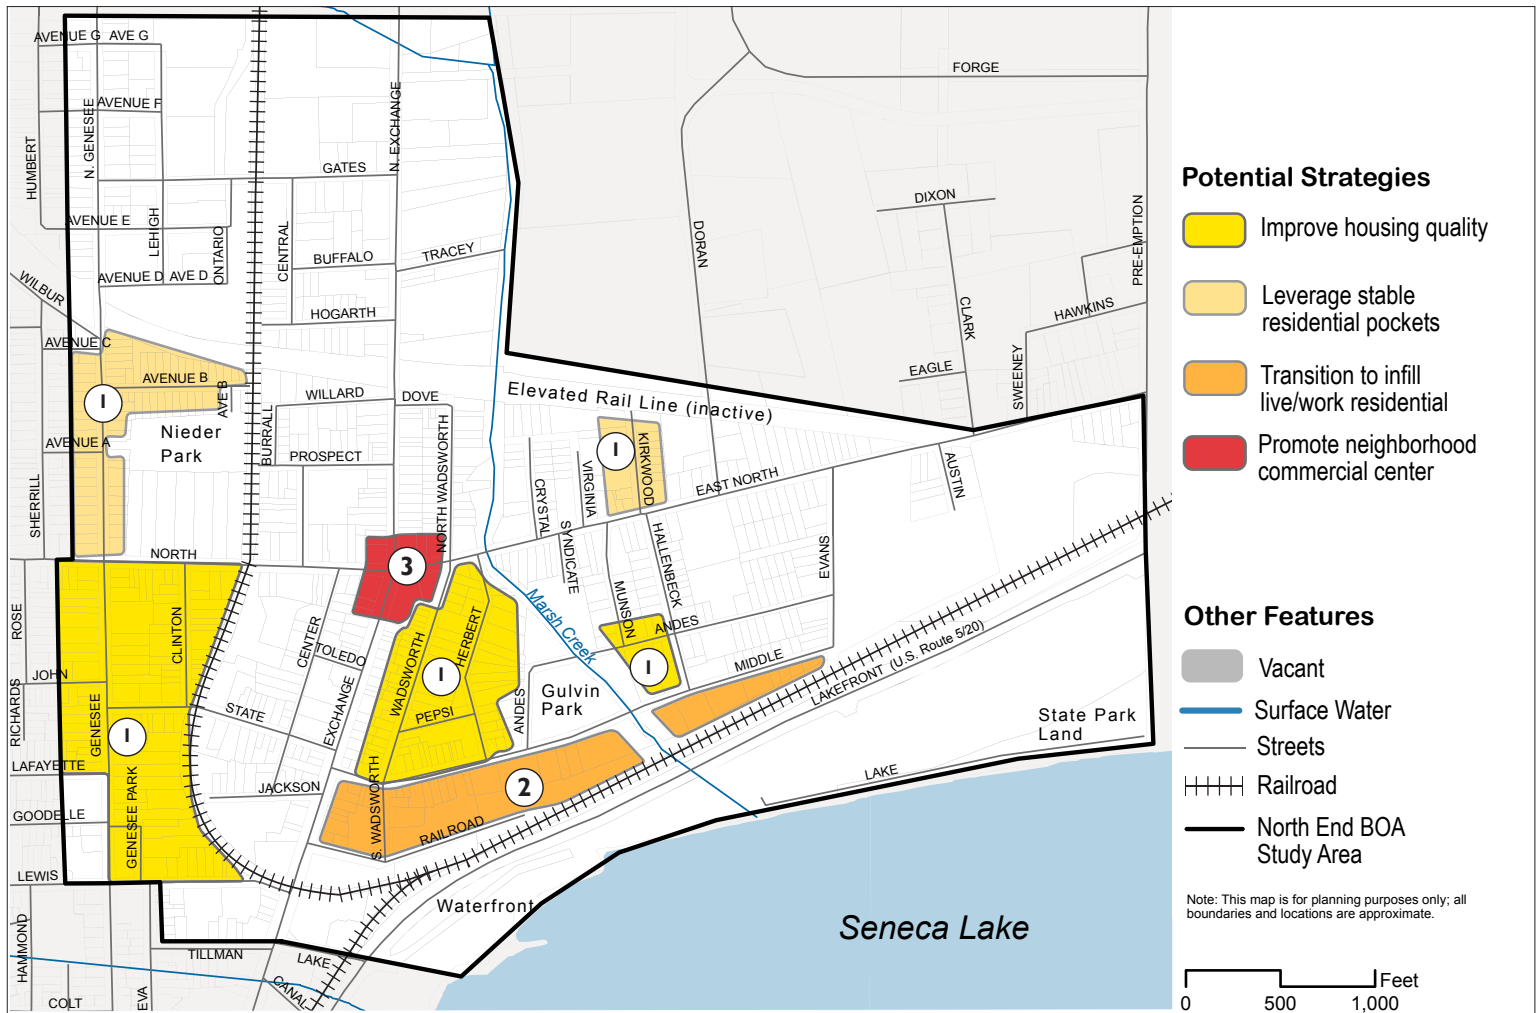 AVENUE G
AVE G
FORGE
AVENUE F
N. GENESEE
N. EXCHANGE
HUMBERT
GATES
DIXON
AVENUE E
LEHIGH
ONTARIO
CENTRAL
DORAN
PRE-EMPTION
BUFFALO
TRACEY
AVENUE D
AVE D
WILBUR
HOGARTH
CLARK
HAWKINS
AVENUE C
AVENUE B
AVE B
EAGLE
SWEENEY
WILLARD
DOVE
Elevated Rail Line (inactive)
1
Nieder
Park
BURRALL
NORTH WADSWORTH
AVENUE A
PROSPECT
1
KIRKWOOD
VIRGINIA
EAST NORTH
AUSTIN
SHERRILL
CRYSTAL
SYNDICATE
HALLENBECK
EVANS
NORTH
3
ROSE
CLINTON
CENTER
TOLEDO
WADSWORTH
HERBERT
Marsh Creek
MUNSON
ANDES
JOHN
1
1
MIDDLE
LAKEFRONT (U.S. Route 5/20)
RICHARDS
GENESEE
STATE
EXCHANGE
PEPSI
ANDES
Gulvin
Park
State Park
Land
1
LAFAYETTE
GENESEE PARK
JACKSON
S. WADSWORTH
2
LAKE
GOODELLE
RAILROAD
LEWIS
Waterfront
HAMMOND
Seneca Lake
TILLMAN
LAKE
CANAL
COLT
EVA
Potential Strategies
Improve housing quality
Leverage stable
residential pockets
Transition to infill
live/work residential
Promote neighborhood
commercial center
Other Features
Vacant
Surface Water
Streets
Railroad
North End BOA
Study Area
Note: This map is for planning purposes only; all
boundaries and locations are approximate.
Feet
0
500
1,000